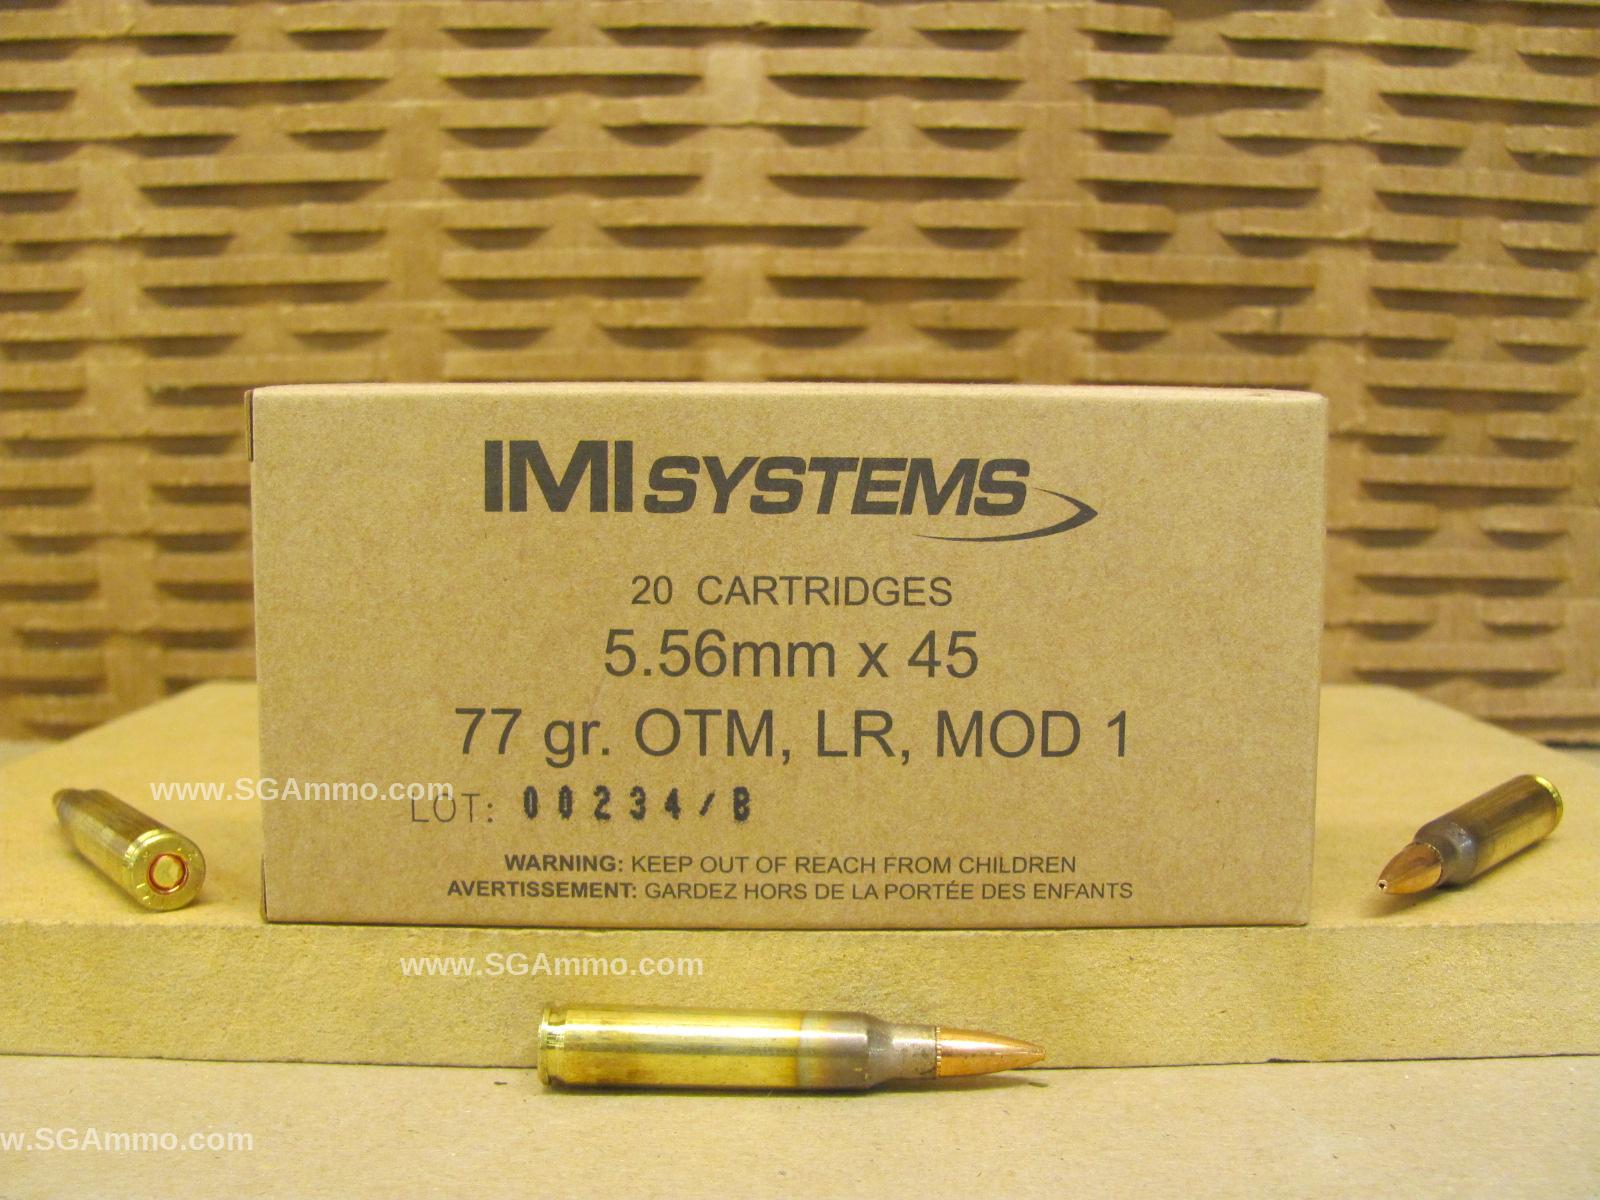 IMI SYSTEMS
20 CARTRIDGES
5.56mm x 45
77 gr. OTM, LR, MOD 1
www.SGAmmo.com
LOT: 00234/B
WARNING: KEEP OUT OF REACH FROM CHILDREN
AVERTISSEMENT: GARDEZ HORS DE LA PORTÉE DES ENFANTS
www.SGAmmo.com
w.SGAmmo.com